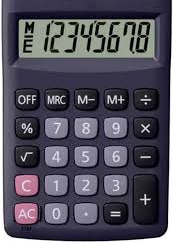 M
E 12345678
OFF MRC M− M+ ÷
% 7 8 9 ×
√ 4 5 6 −
C 1 2 3 +
AC 0 · =
ON